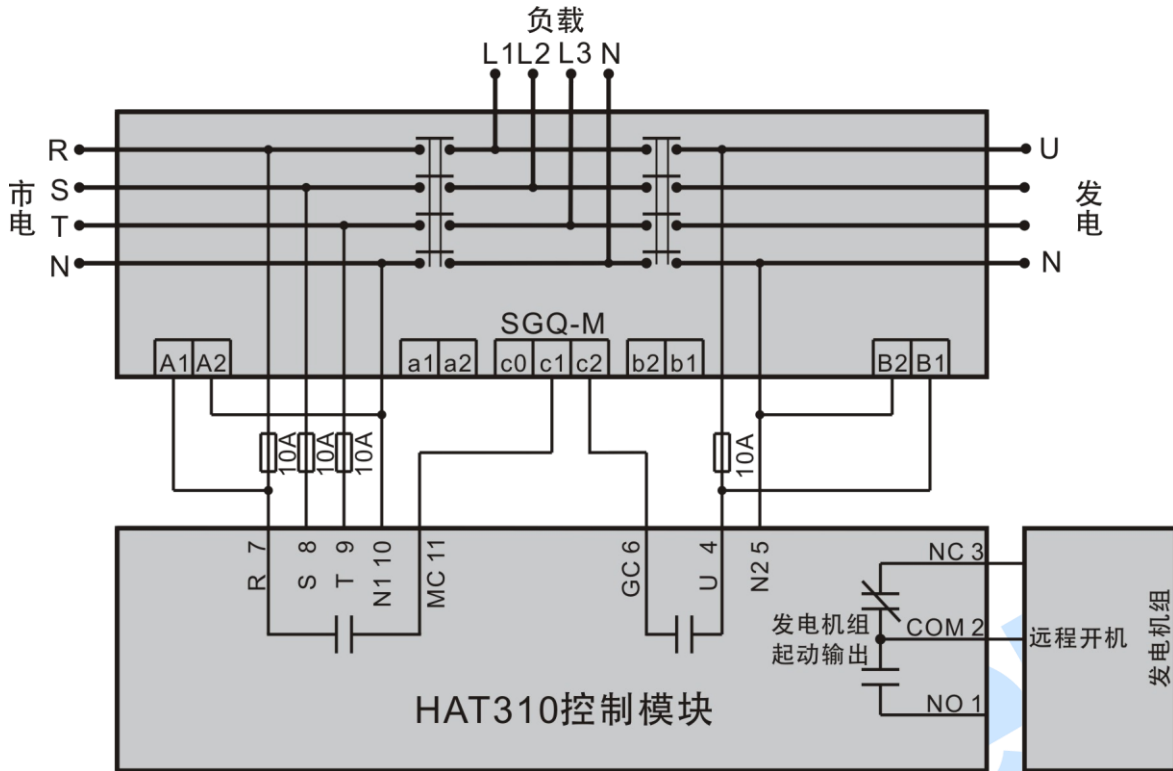 负载
L1 L2 L3 N
R
S
T
N
市电
U
发电
N
SGQ-M
A1 A2
a1 a2
c0 c1 c2
b2 b1
B2 B1
10A
10A
10A
10A
R 7
S 8
T 9
N1 10
MC 11
GC 6
U 4
N2 5
NC 3
COM 2
NO 1
发电机组
起动输出
HAT310控制模块
远程开机
发电机组